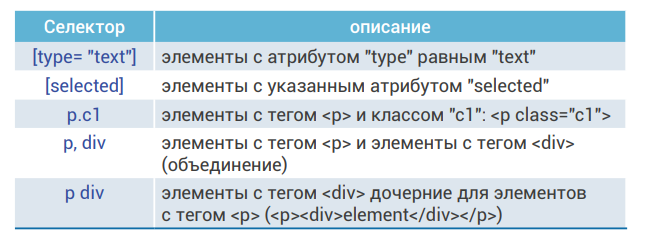 Селектор описание
[type= "text"] элементы с атрибутом "type" равным "text"
[selected] элементы с указанным атрибутом "selected"
p.c1 элементы с тегом <p> и классом "c1": <p class="c1">
p, div элементы с тегом <p> и элементы с тегом <div>
(объединение)
p div элементы с тегом <div> дочерние для элементов
с тегом <p> (<p><div>element</div></p>)